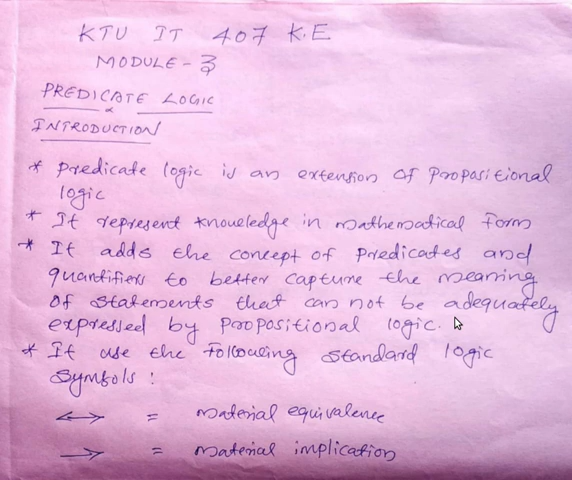 KTU IT 407 K.E
MODULE - 3
PREDICATE LOGIC
INTRODUCTION
* Predicate logic is an extension of Propositional
logic
* It represent knowledge in mathematical form
* It adds the concept of Predicates and
quantifiers to better capture the meaning
of statements that can not be adequately
expressed by Propositional logic.
* It use the following standard logic
symbols :
↔ = material equivalence
→ = material implication